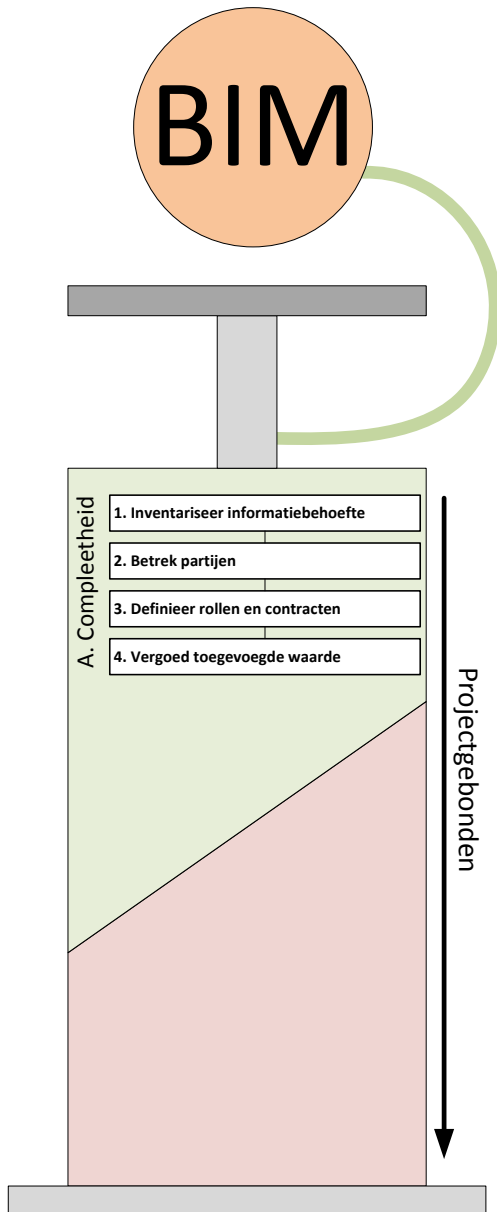 BIM
A. Compleetheid
1. Inventariseer informatiebehoefte
2. Betrek partijen
3. Definieer rollen en contracten
4. Vergoed toegevoegde waarde
Projectgebonden